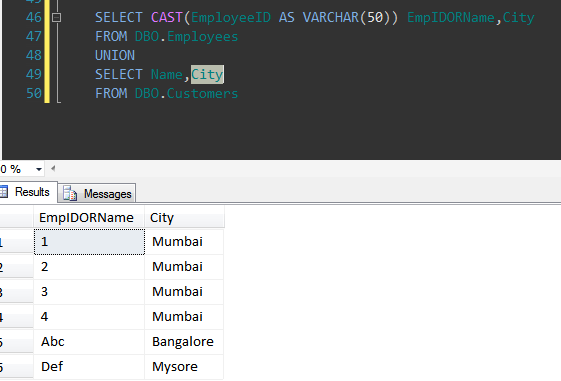 46 SELECT CAST(EmployeeID AS VARCHAR(50)) EmpIDORName,City
47 FROM DBO.Employees
48 UNION
49 SELECT Name,City
50 FROM DBO.Customers
0 %
Results Messages
EmpIDORName City
1 Mumbai
2 2 Mumbai
3 3 Mumbai
4 4 Mumbai
5 Abc Bangalore
6 Def Mysore